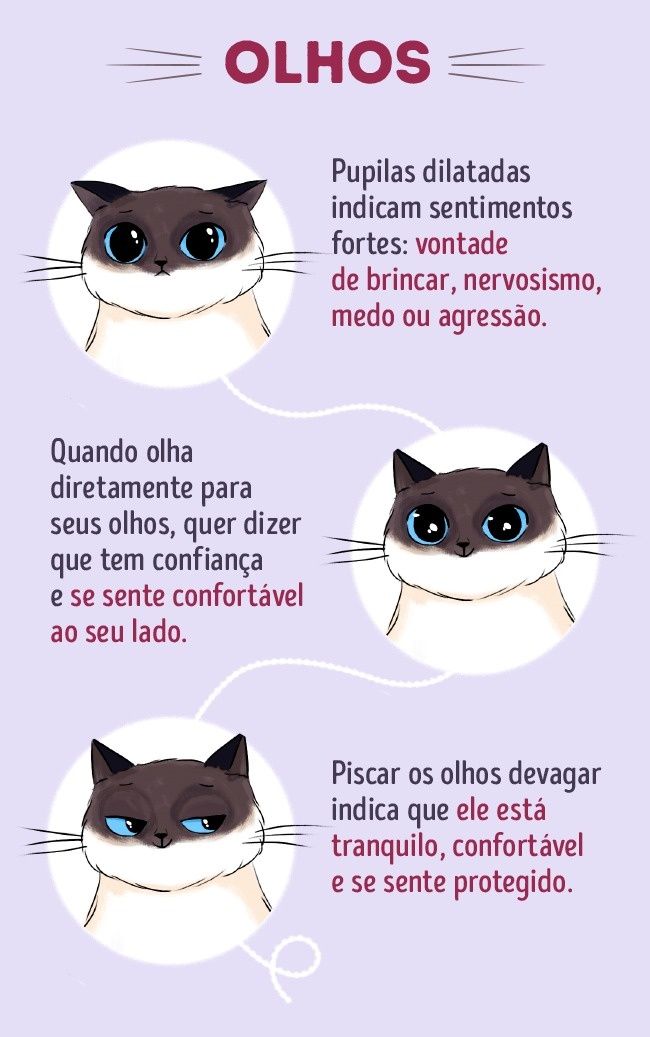 OLHOS
Pupilas dilatadas
indicam sentimentos
fortes: vontade
de brincar, nervosismo,
medo ou agressão.
Quando olha
diretamente para
seus olhos, quer dizer
que tem confiança
e se sente confortável
ao seu lado.
Piscar os olhos devagar
indica que ele está
tranquilo, confortável
e se sente protegido.